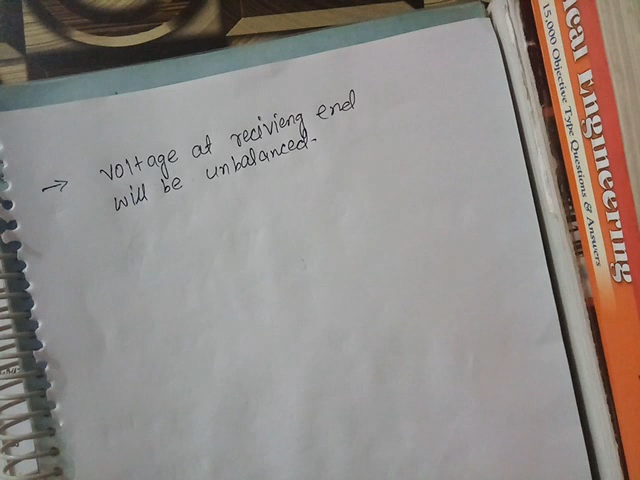 → voltage at recivieng end
will be unbalanced.
ical Engineering
15,000 Objective Type Questions & Answers